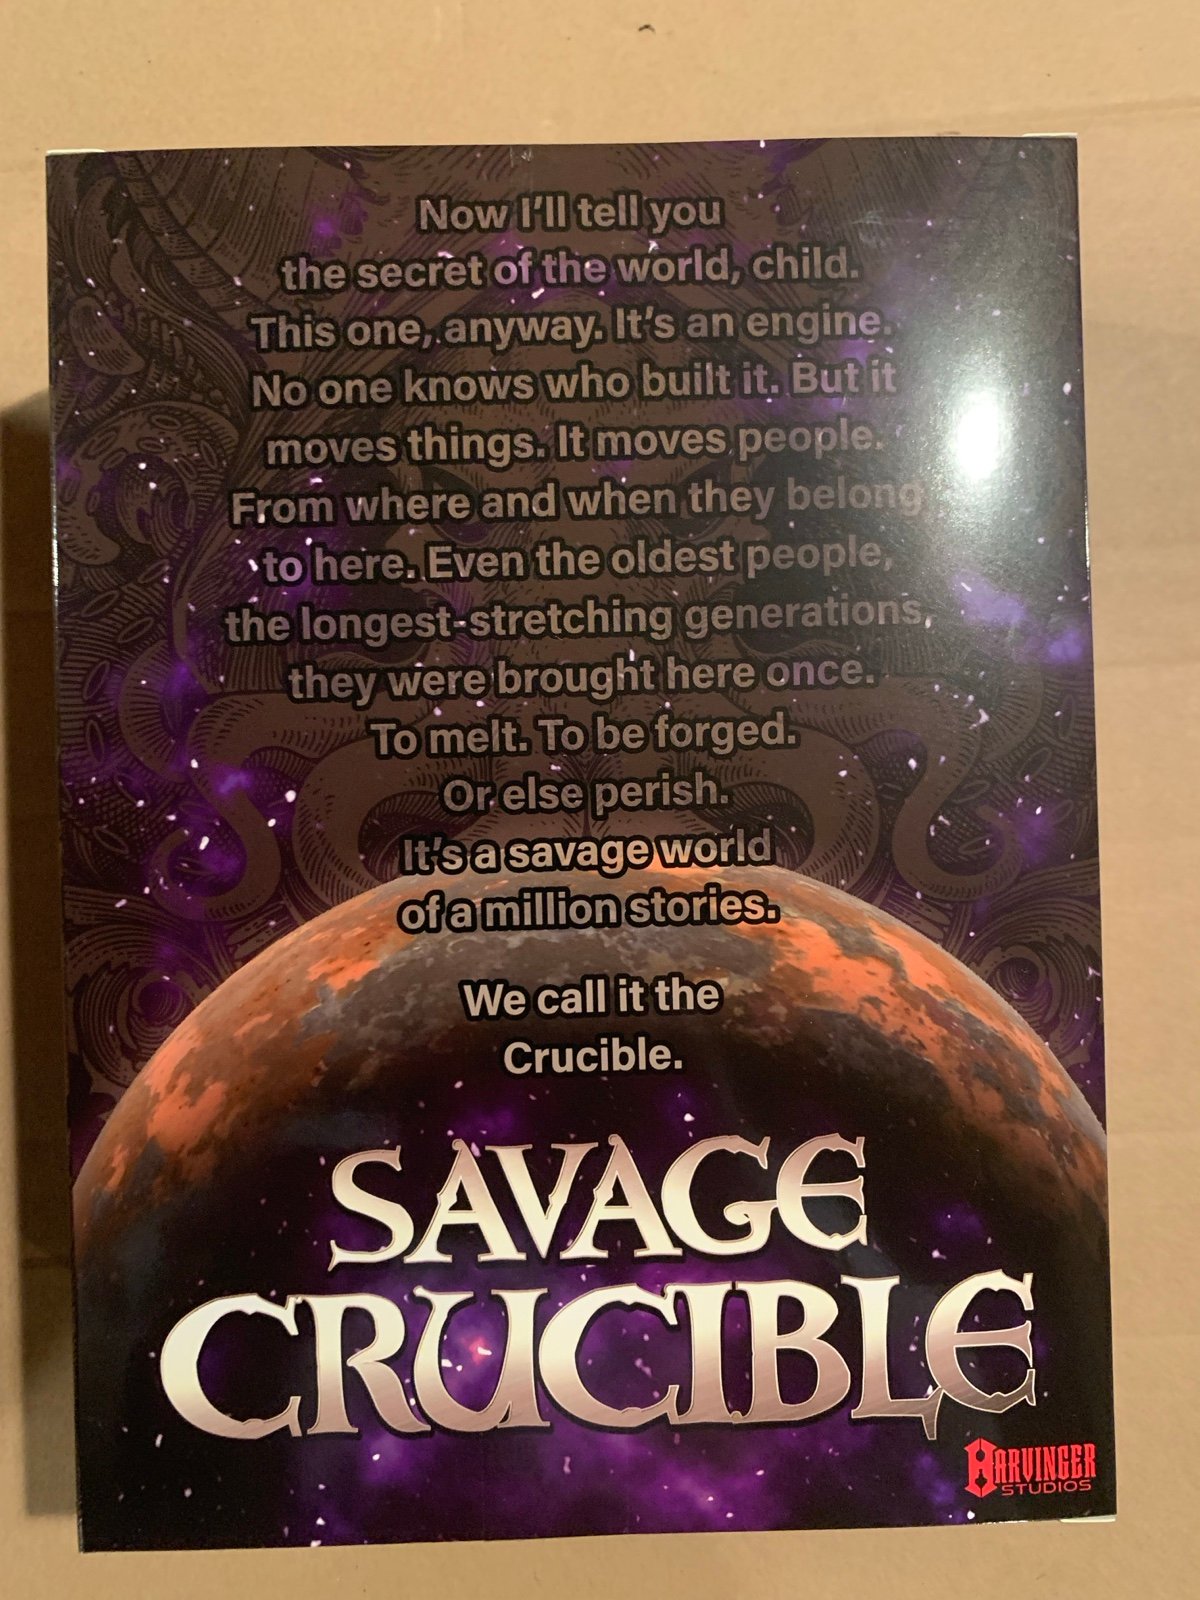 Now I'll tell you
the secret of the world, child.
This one, anyway. It's an engine.
No one knows who built it. But it
moves things. It moves people.
From where and when they belong
to here. Even the oldest people,
the longest-stretching generations,
they were brought here once.
To melt. To be forged.
Or else perish.
It's a savage world
of a million stories.
We call it the
Crucible.
SAVAGE
CRUCIBLE
HARVINGER
STUDIOS